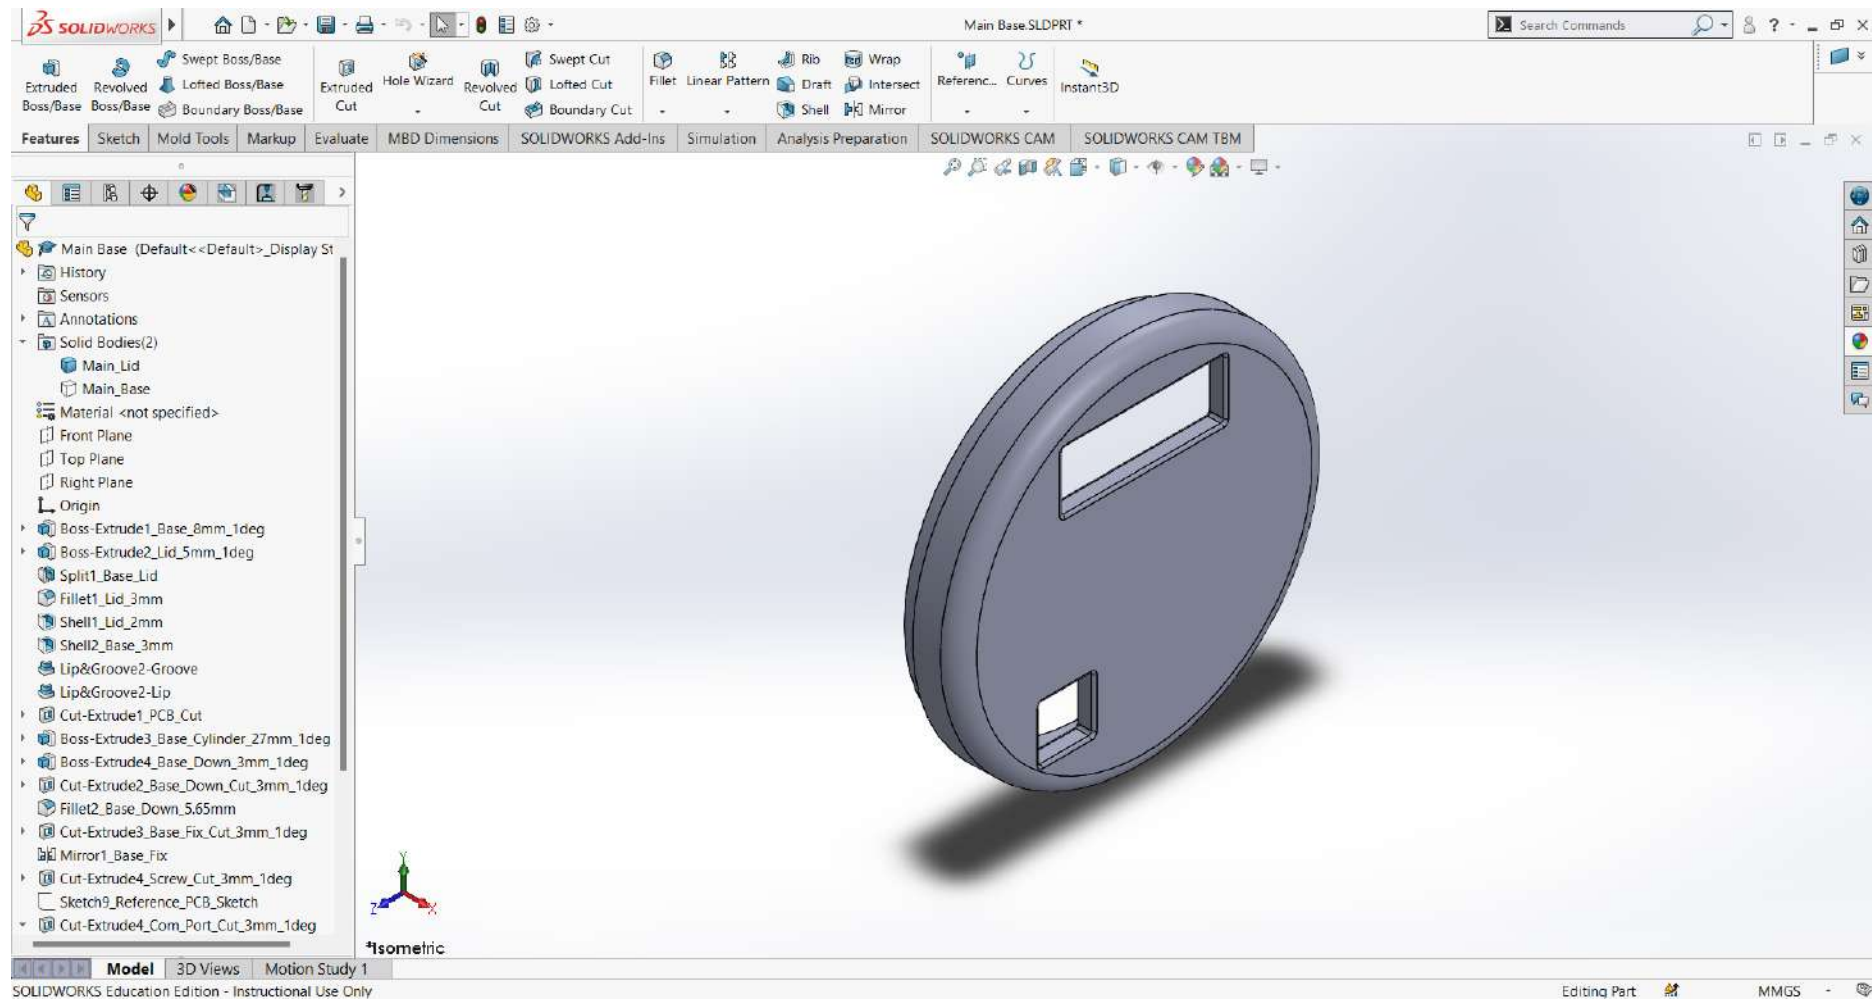 SOLIDWORKS
Main Base.SLDPRT *
Search Commands
?
Extruded Boss/Base
Revolved Boss/Base
Swept Boss/Base
Lofted Boss/Base
Boundary Boss/Base
Extruded Cut
Hole Wizard
Revolved Cut
Swept Cut
Lofted Cut
Boundary Cut
Fillet
Linear Pattern
Rib
Draft
Shell
Wrap
Intersect
Mirror
Referenc...
Curves
Instant3D
Features Sketch Mold Tools Markup Evaluate MBD Dimensions SOLIDWORKS Add-Ins Simulation Analysis Preparation SOLIDWORKS CAM SOLIDWORKS CAM TBM
Main Base (Default<<Default>_Display St
History
Sensors
Annotations
Solid Bodies(2)
Main_Lid
Main_Base
Material <not specified>
Front Plane
Top Plane
Right Plane
Origin
Boss-Extrude1_Base_8mm_1deg
Boss-Extrude2_Lid_5mm_1deg
Split1_Base_Lid
Fillet1_Lid_3mm
Shell1_Lid_2mm
Shell2_Base_3mm
Lip&Groove2-Groove
Lip&Groove2-Lip
Cut-Extrude1_PCB_Cut
Boss-Extrude3_Base_Cylinder_27mm_1deg
Boss-Extrude4_Base_Down_3mm_1deg
Cut-Extrude2_Base_Down_Cut_3mm_1deg
Fillet2_Base_Down_5.65mm
Cut-Extrude3_Base_Fix_Cut_3mm_1deg
Mirror1_Base_Fix
Cut-Extrude4_Screw_Cut_3mm_1deg
Sketch9_Reference_PCB_Sketch
Cut-Extrude4_Com_Port_Cut_3mm_1deg
Y
Z
X
*Isometric
Model 3D Views Motion Study 1
SOLIDWORKS Education Edition - Instructional Use Only
Editing Part
MMGS -